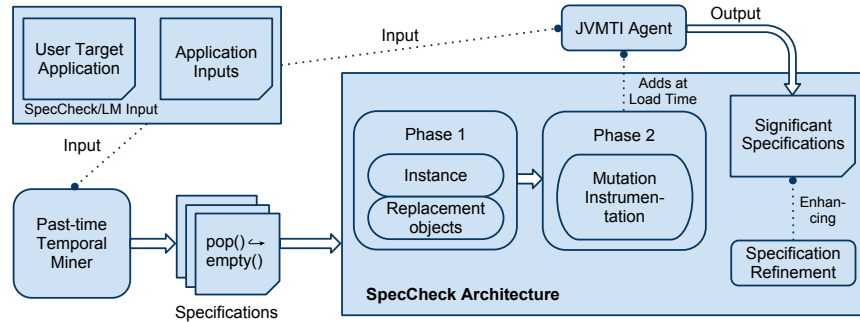 User Target
Application
Application
Inputs
SpecCheck/LM Input
Input
Input
JVMTI Agent
Output
Adds at
Load Time
Past-time
Temporal
Miner
pop() ↪
empty()
Specifications
Phase 1
Instance
Replacement
objects
Phase 2
Mutation
Instrumen-
tation
Significant
Specifications
Enhan-
cing
Specification
Refinement
SpecCheck Architecture